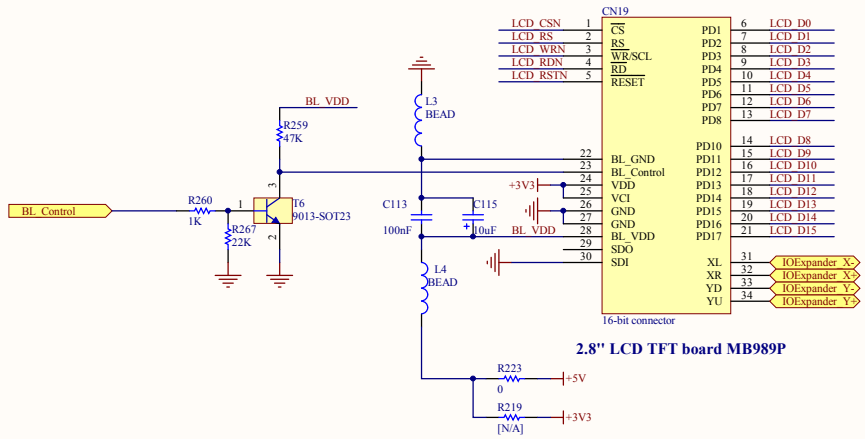 CN19
LCD_CSN 1 CS PD1 6 LCD_D0
LCD_RS 2 RS PD2 7 LCD_D1
LCD_WRN 3 WR/SCL PD3 8 LCD_D2
LCD_RDN 4 RD PD4 9 LCD_D3
LCD_RSTN 5 RESET PD5 10 LCD_D4
PD6 11 LCD_D5
PD7 12 LCD_D6
PD8 13 LCD_D7
PD10 14 LCD_D8
22 BL_GND PD11 15 LCD_D9
23 BL_Control PD12 16 LCD_D10
+3V3 24 VDD PD13 17 LCD_D11
25 VCI PD14 18 LCD_D12
26 GND PD15 19 LCD_D13
27 GND PD16 20 LCD_D14
BL_VDD 28 BL_VDD PD17 21 LCD_D15
29 SDO
30 SDI XL 31 IOExpander_X-
XR 32 IOExpander_X+
YD 33 IOExpander_Y-
YU 34 IOExpander_Y+
16-bit connector
2.8" LCD TFT board MB989P
L3
BEAD
BL_VDD
R259
47K
BL_Control
R260
1K
1
3
2
T6
9013-SOT23
R267
22K
C113
100nF
C115
+
10uF
L4
BEAD
R223
0
+5V
R219
[N/A]
+3V3